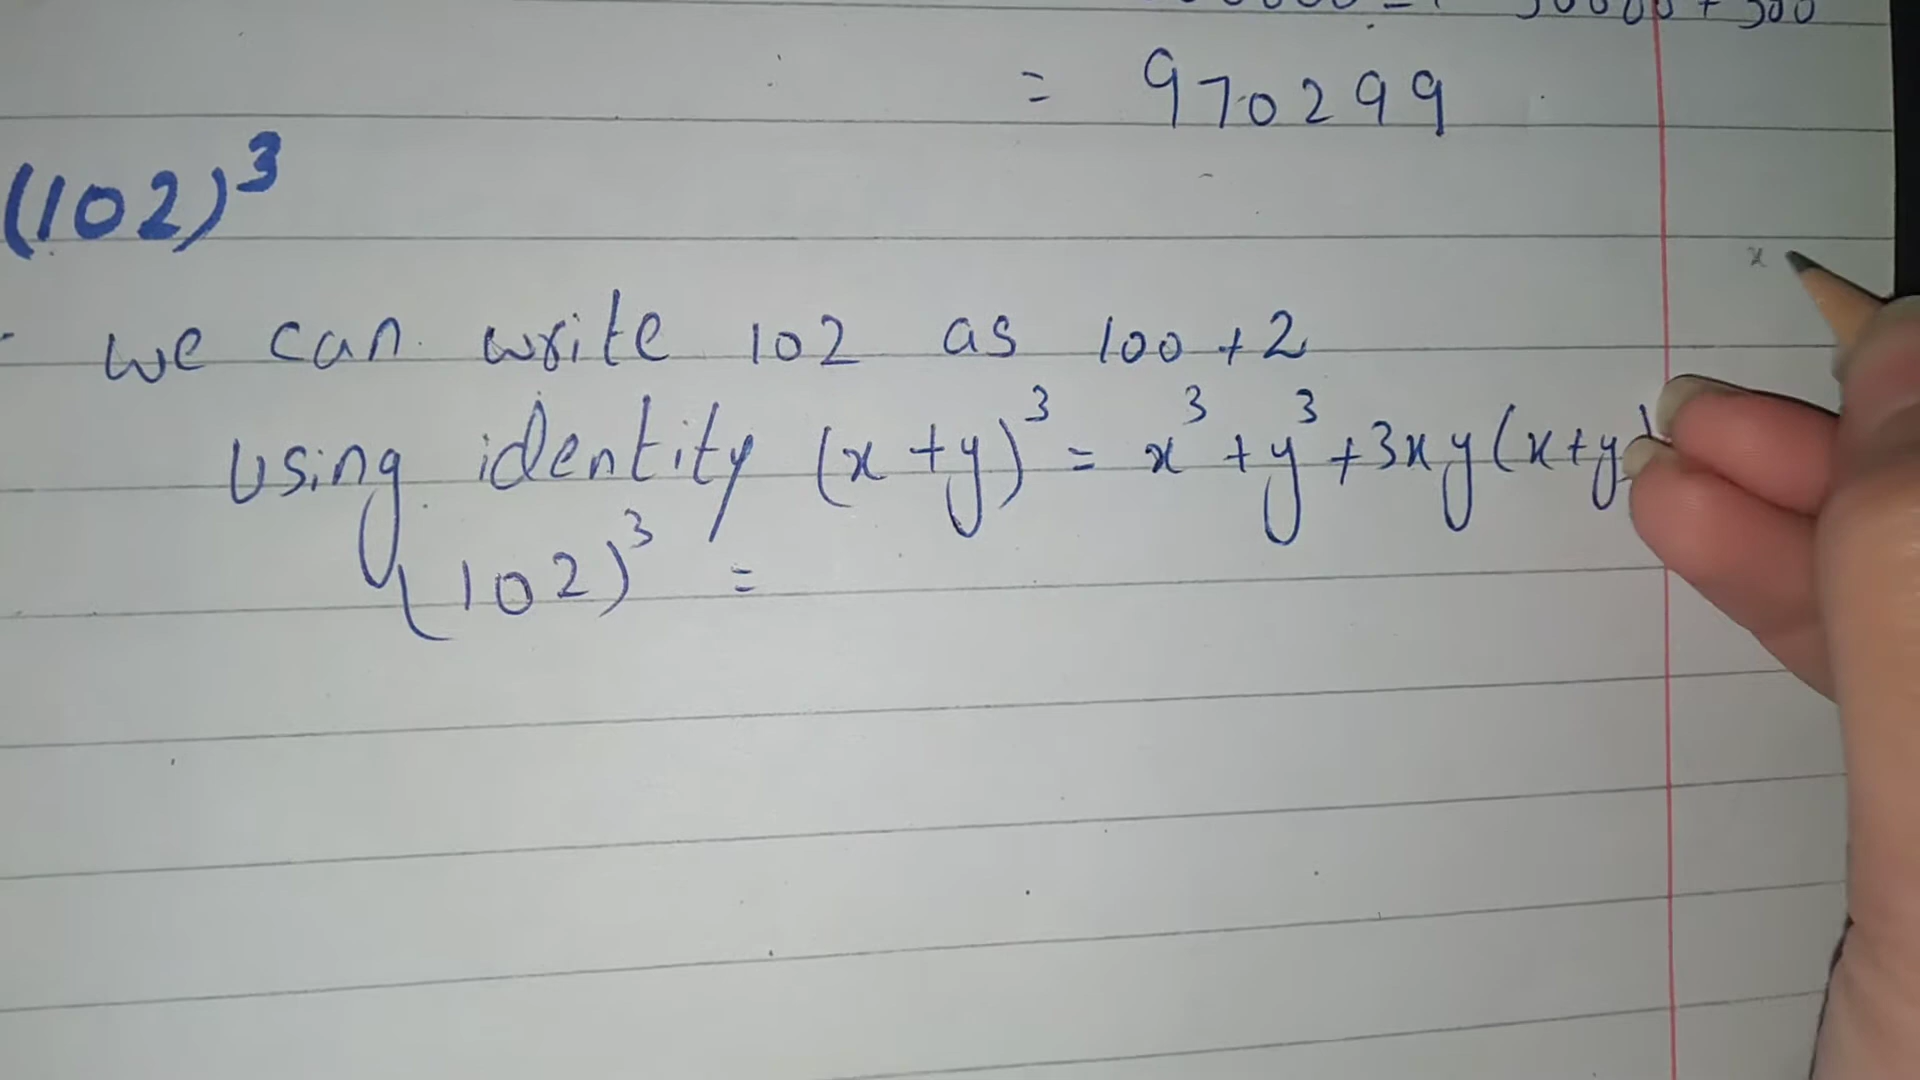 = 970299
(102)³
we can write 102 as 100 + 2
using identity (x + y)³ = x³ + y³ + 3xy(x+y)
(102)³ =
x